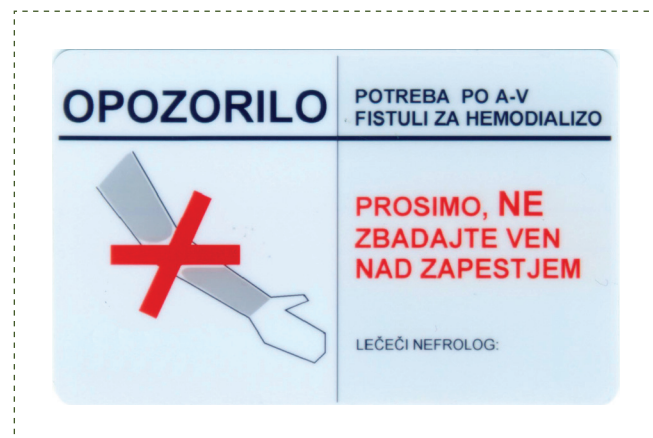 OPOZORILO
POTREBA PO A-V
FISTULI ZA HEMODIALIZO
PROSIMO, NE
ZBADAJTE VEN
NAD ZAPESTJEM
LEČEČI NEFROLOG: